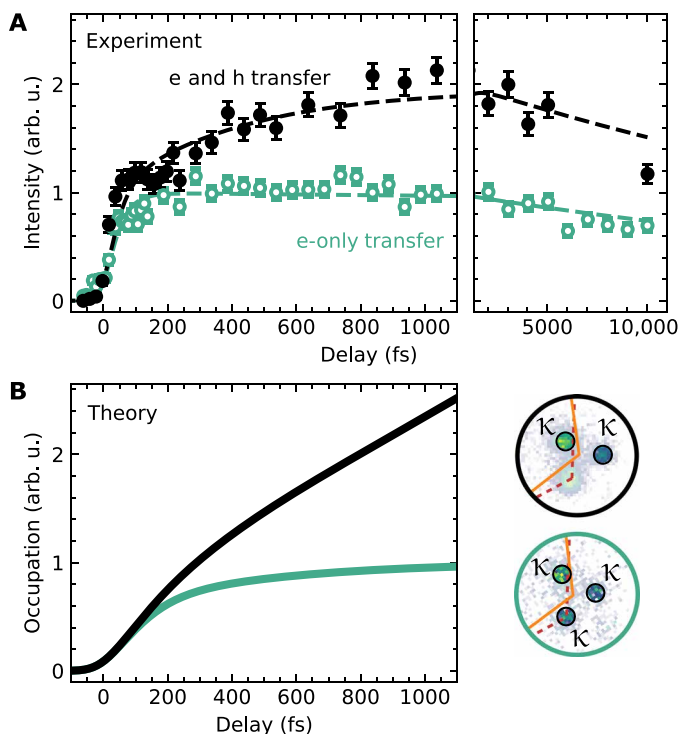 A
Experiment
e and h transfer
e-only transfer
Intensity (arb. u.)
2
1
0
0 200 400 600 800 1000
5000 10,000
Delay (fs)
B
Theory
Occupation (arb. u.)
2
1
0
0 200 400 600 800 1000
Delay (fs)
κ κ
κ κ
κ